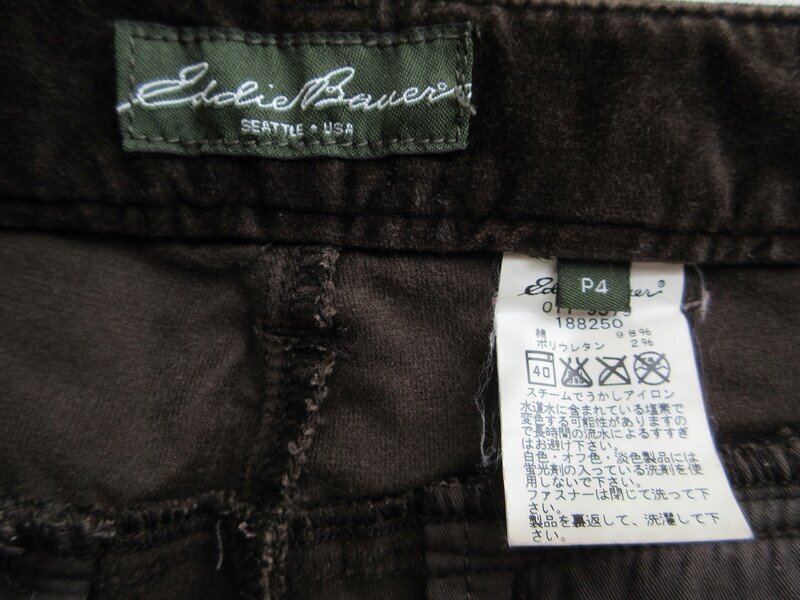 Eddie Bauer®
SEATTLE • USA
P4
188250
綿 98%
ポリウレタン 2%
40
スチームでうかしアイロン
水道水に含まれている塩素で
変色する可能性がありますの
で長時間の流水によるすすぎ
はお避け下さい。
白色・オフ色・淡色製品には
蛍光剤の入っている洗剤を使
用しないで下さい。
ファスナーは閉じて洗って下
さい。
製品を裏返して、洗濯して下
さい。